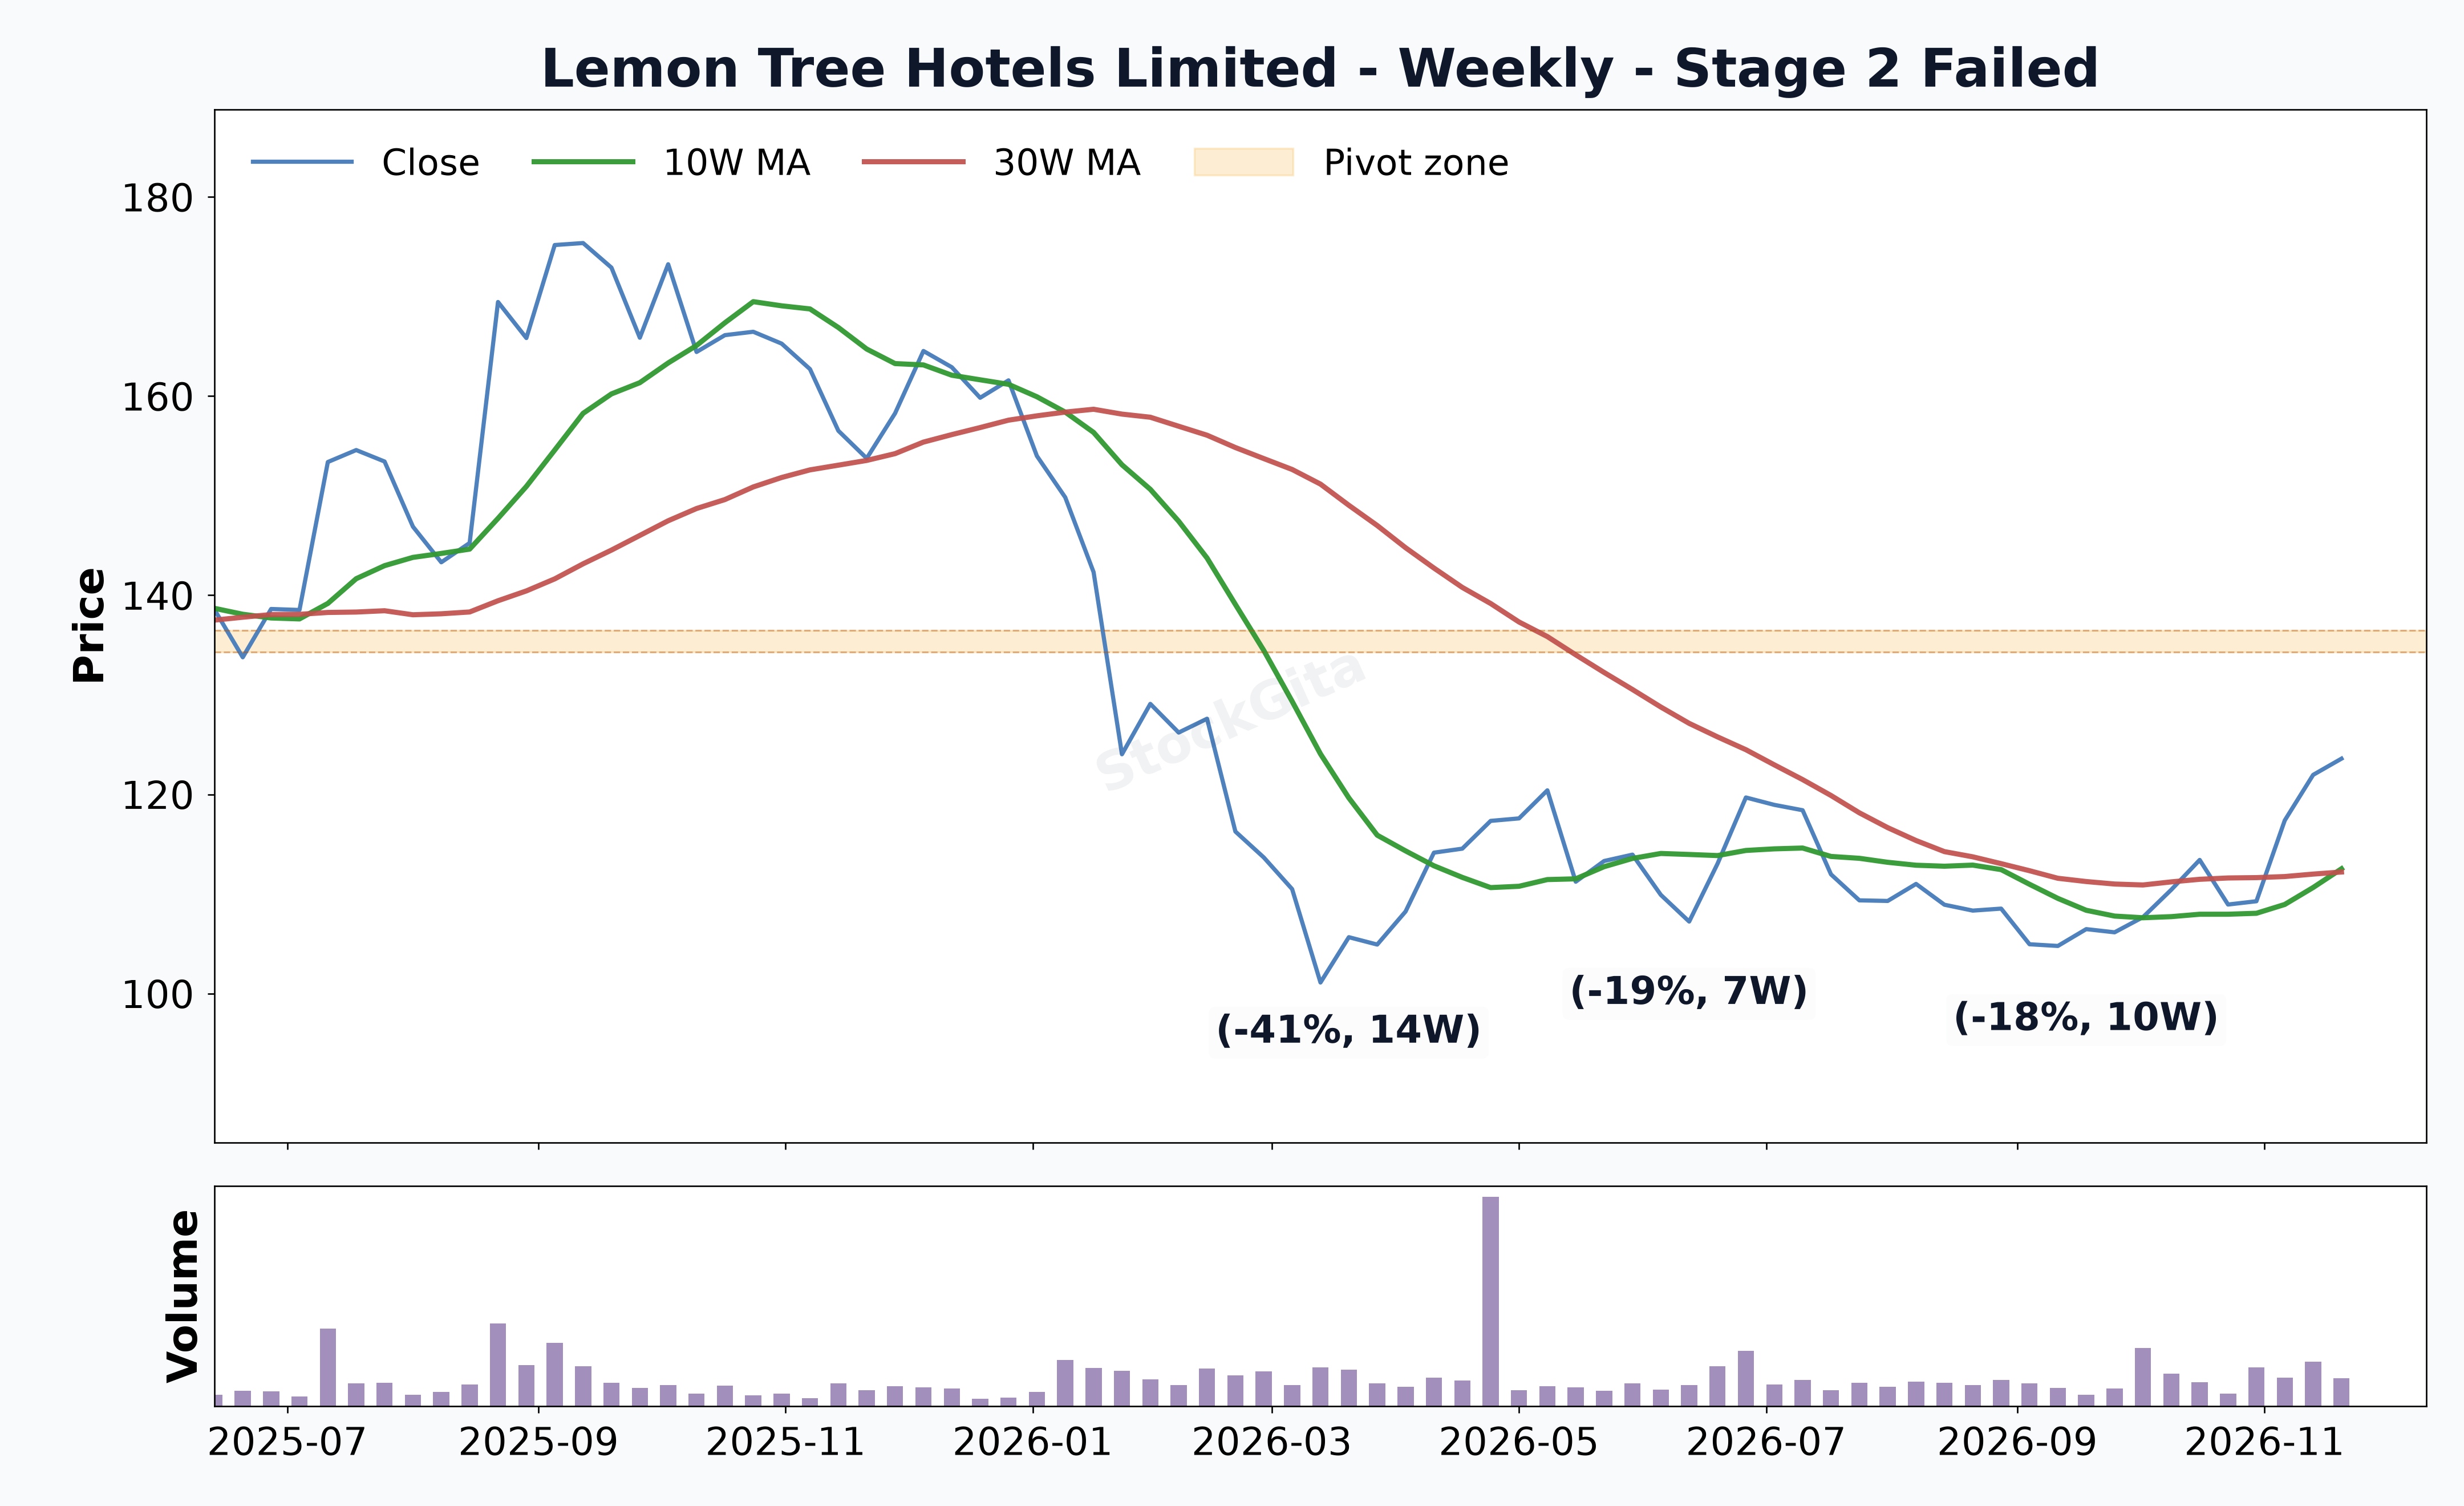 Lemon Tree Hotels Limited - Weekly - Stage 2 Failed
Close 10W MA 30W MA Pivot zone
180
160
140
120
100
Price
StockGita
(-41%, 14W)
(-19%, 7W)
(-18%, 10W)
Volume
2025-07 2025-09 2025-11 2026-01 2026-03 2026-05 2026-07 2026-09 2026-11